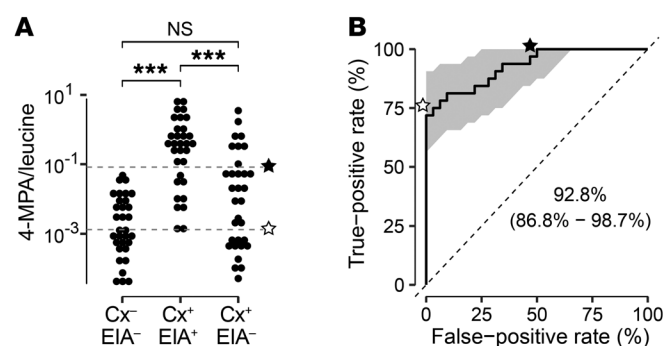 A
NS
***
***
4-MPA/leucine
10¹
10⁻¹
10⁻³
Cx⁻
EIA⁻
Cx⁺
EIA⁺
Cx⁺
EIA⁻
B
True-positive rate (%)
100
75
50
25
0
92.8%
(86.8% – 98.7%)
0
25
50
75
100
False-positive rate (%)